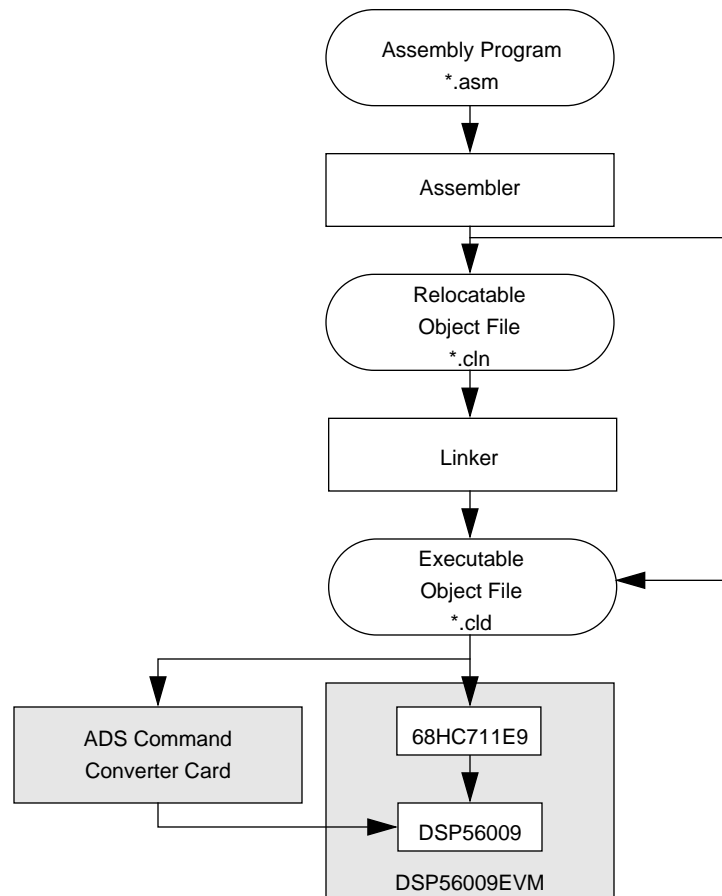 Assembly Program
*.asm
Assembler
Relocatable
Object File
*.cln
Linker
Executable
Object File
*.cld
ADS Command
Converter Card
68HC711E9
DSP56009
DSP56009EVM